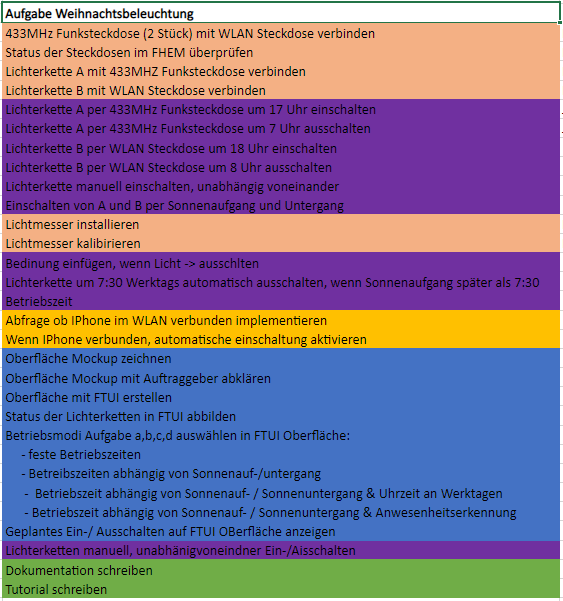 Aufgabe Weihnachtsbeleuchtung
433MHz Funksteckdose (2 Stück) mit WLAN Steckdose verbinden
Status der Steckdosen im FHEM überprüfen
Lichterkette A mit 433MHZ Funksteckdose verbinden
Lichterkette B mit WLAN Steckdose verbinden
Lichterkette A per 433MHz Funksteckdose um 17 Uhr einschalten
Lichterkette A per 433MHz Funksteckdose um 7 Uhr ausschalten
Lichterkette B per WLAN Steckdose um 18 Uhr einschalten
Lichterkette B per WLAN Steckdose um 8 Uhr ausschalten
Lichterkette manuell einschalten, unabhängig voneinander
Einschalten von A und B per Sonnenaufgang und Untergang
Lichtmesser installieren
Lichtmesser kalibirieren
Bedinung einfügen, wenn Licht -> ausschlten
Lichterkette um 7:30 Werktags automatisch ausschalten, wenn Sonnenaufgang später als 7:30
Betriebszeit
Abfrage ob IPhone im WLAN verbunden implementieren
Wenn IPhone verbunden, automatische einschaltung aktivieren
Oberfläche Mockup zeichnen
Oberfläche Mockup mit Auftraggeber abklären
Oberfläche mit FTUI erstellen
Status der Lichterketten in FTUI abbilden
Betriebsmodi Aufgabe a,b,c,d auswählen in FTUI Oberfläche:
- feste Betriebszeiten
- Betreibszeiten abhängig von Sonnenauf-/untergang
- Betriebszeit abhängig von Sonnenauf- / Sonnenuntergang & Uhrzeit an Werktagen
- Betriebszeit abhängig von Sonnenauf- / Sonnenuntergang & Anwesenheitserkennung
Geplantes Ein-/ Ausschalten auf FTUI OBerfläche anzeigen
Lichterketten manuell, unabhänigvoneindner Ein-/Aisschalten
Dokumentation schreiben
Tutorial schreiben